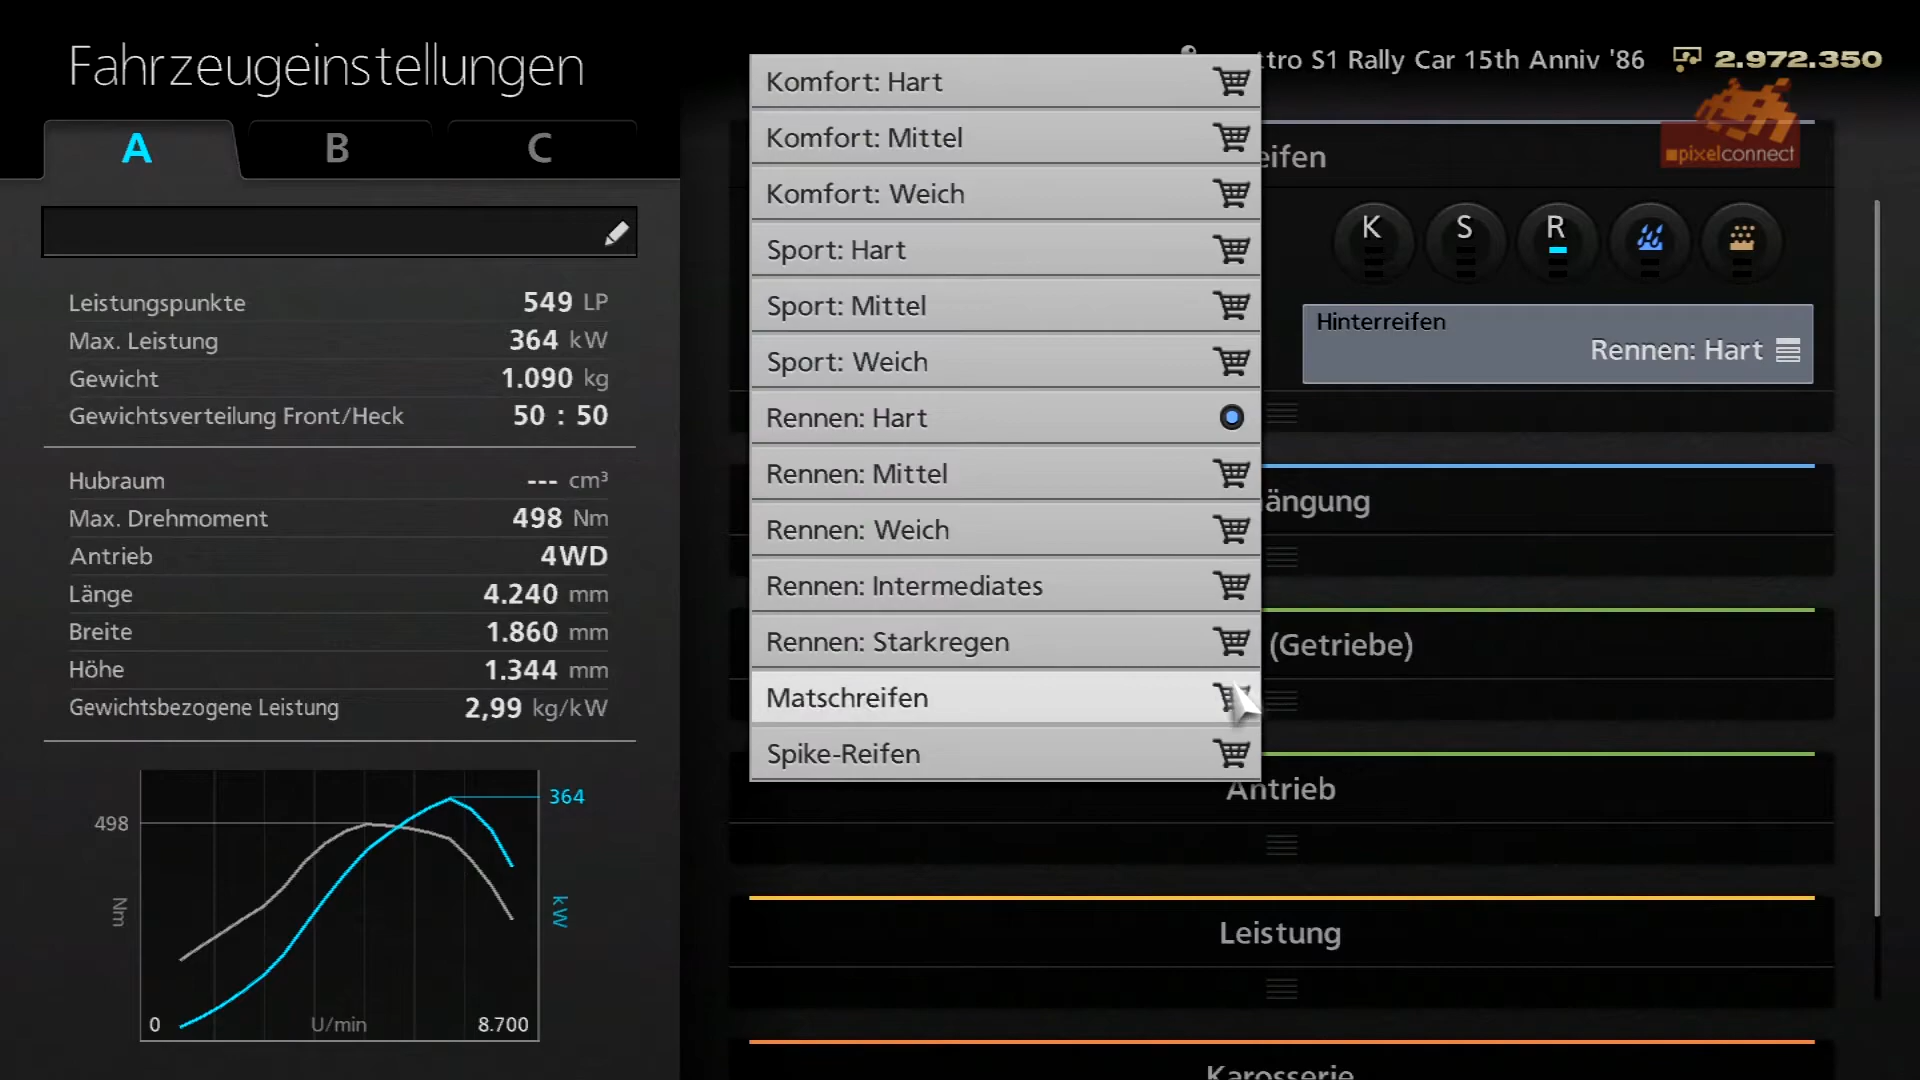 Fahrzeugeinstellungen
ttro S1 Rally Car 15th Anniv '86
2.972.350
pixelconnect
A
B
C
Leistungspunkte 549 LP
Max. Leistung 364 kW
Gewicht 1.090 kg
Gewichtsverteilung Front/Heck 50 : 50
Hubraum --- cm³
Max. Drehmoment 498 Nm
Antrieb 4WD
Länge 4.240 mm
Breite 1.860 mm
Höhe 1.344 mm
Gewichtsbezogene Leistung 2,99 kg/kW
364
498
Nm
kW
0 U/min 8.700
Komfort: Hart
Komfort: Mittel
Komfort: Weich
Sport: Hart
Sport: Mittel
Sport: Weich
Rennen: Hart
Rennen: Mittel
Rennen: Weich
Rennen: Intermediates
Rennen: Starkregen
Matschreifen
Spike-Reifen
eifen
K S R
Hinterreifen
Rennen: Hart
ängung
(Getriebe)
Antrieb
Leistung
Karosserie